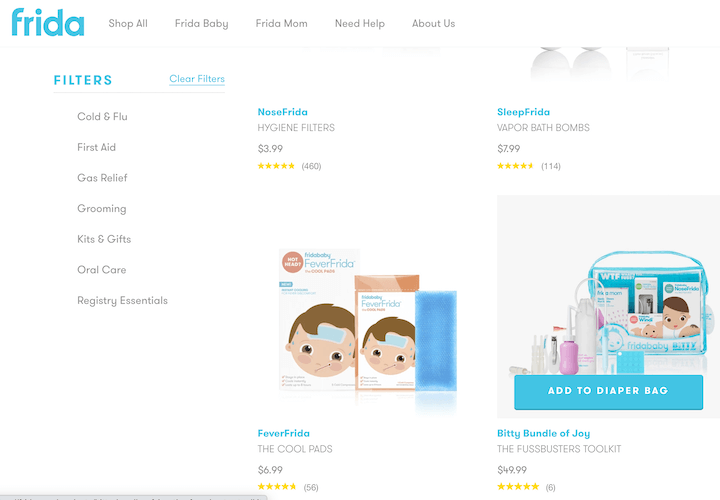 frida
Shop All
Frida Baby
Frida Mom
Need Help
About Us
FILTERS
Clear Filters
Cold & Flu
First Aid
Gas Relief
Grooming
Kits & Gifts
Oral Care
Registry Essentials
NoseFrida
HYGIENE FILTERS
$3.99
(460)
SleepFrida
VAPOR BATH BOMBS
$7.99
(114)
HOT HEAD?
fridababy
FeverFrida
the COOL PADS
fridababy
FeverFrida
the COOL PADS
FeverFrida
THE COOL PADS
$6.99
(56)
WTF
NoseFrida
Windi
fridababy
ADD TO DIAPER BAG
Bitty Bundle of Joy
THE FUSSBUSTERS TOOLKIT
$49.99
(6)